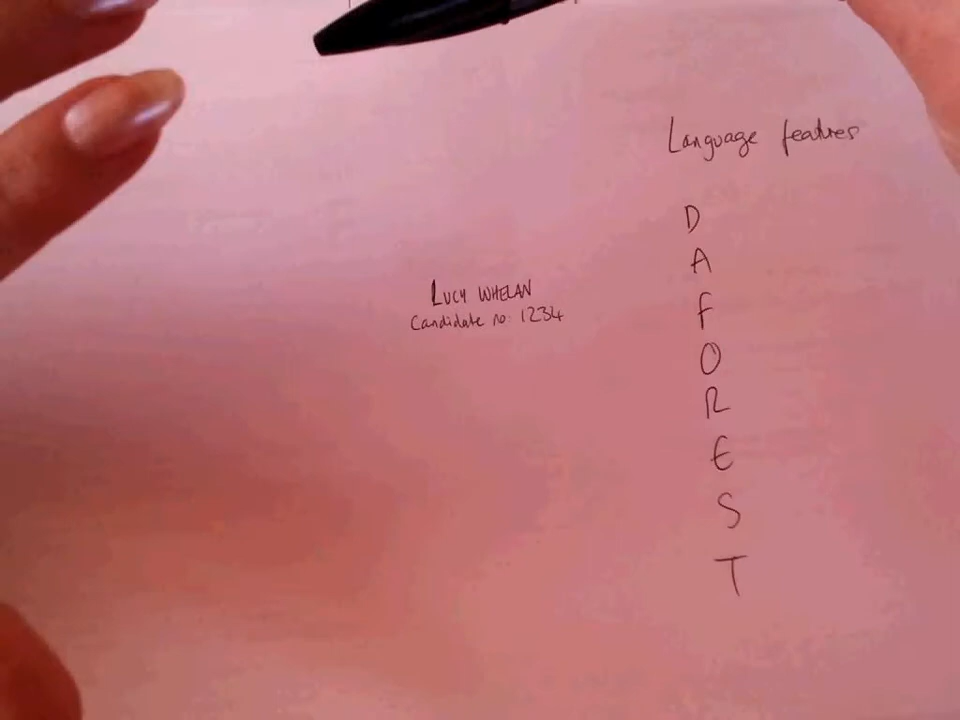 Language features
D
A
LUCY WHELAN
Candidate no: 1234
F
O
R
E
S
T